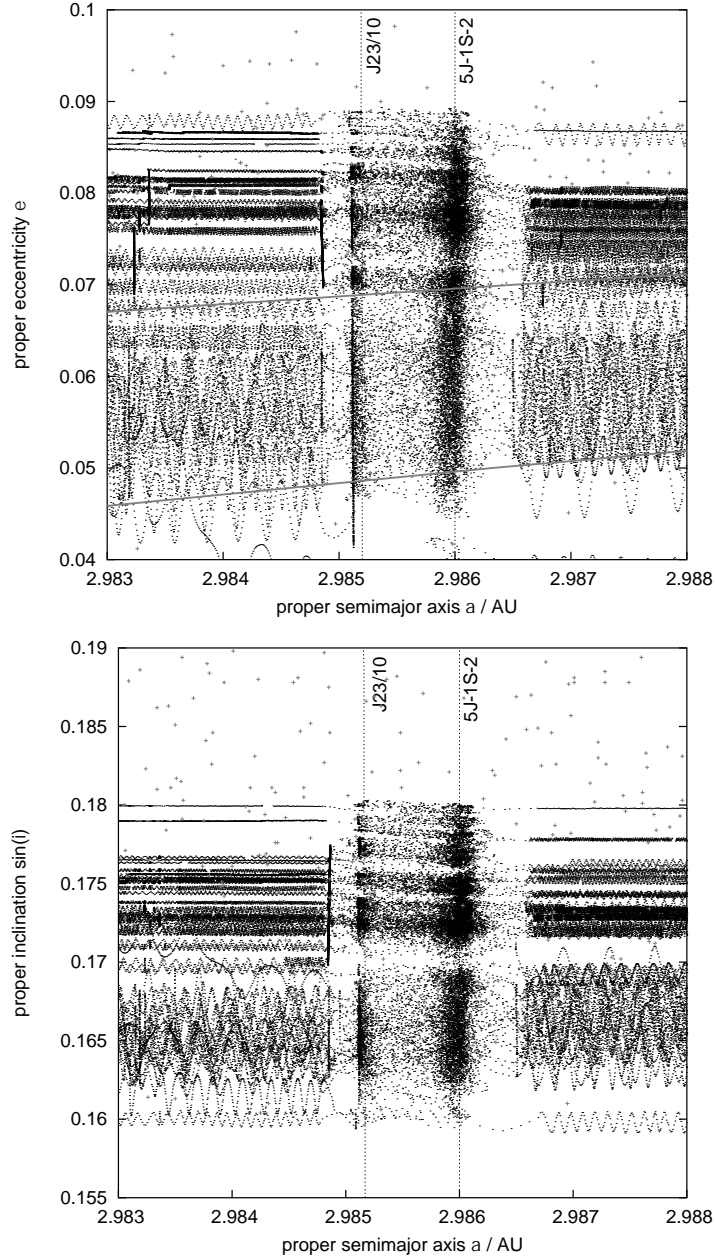 0.1
0.09
0.08
0.07
0.06
0.05
0.04
proper eccentricity e
J23/10
5J-1S-2
2.983 2.984 2.985 2.986 2.987 2.988
proper semimajor axis a / AU
0.19
0.185
0.18
0.175
0.17
0.165
0.16
0.155
proper inclination sin(I)
J23/10
5J-1S-2
2.983 2.984 2.985 2.986 2.987 2.988
proper semimajor axis a / AU